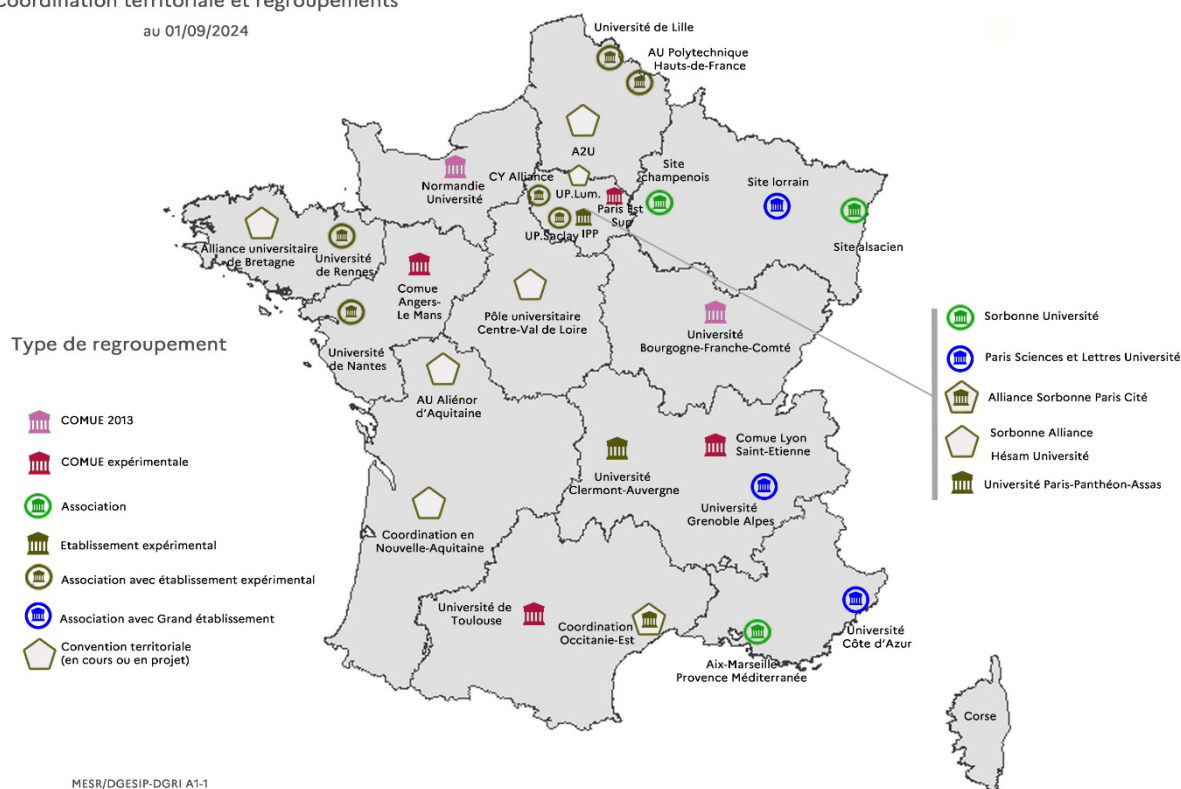 Coordination territoriale et regroupements
au 01/09/2024
Université de Lille
AU Polytechnique
Hauts-de-France
A2U
Site
champenois
Site lorrain
Site alsacien
Normandie
Université
CY Alliance
UP.Lum.
Paris Est
Sup
UP.Saclay
IPP
Alliance universitaire
de Bretagne
Université
de Rennes
Comue
Angers-
Le Mans
Pôle universitaire
Centre-Val de Loire
Université
Bourgogne-Franche-Comté
Université
de Nantes
AU Aliénor
d'Aquitaine
Université
Clermont-Auvergne
Comue Lyon
Saint-Etienne
Université
Grenoble Alpes
Coordination en
Nouvelle-Aquitaine
Université de
Toulouse
Coordination
Occitanie-Est
Université
Côte d'Azur
Aix-Marseille
Provence Méditerranée
Corse
Type de regroupement
COMUE 2013
COMUE expérimentale
Association
Etablissement expérimental
Association avec établissement expérimental
Association avec Grand établissement
Convention territoriale
(en cours ou en projet)
Sorbonne Université
Paris Sciences et Lettres Université
Alliance Sorbonne Paris Cité
Sorbonne Alliance
Hésam Université
Université Paris-Panthéon-Assas
MESR/DGESIP-DGRI A1-1